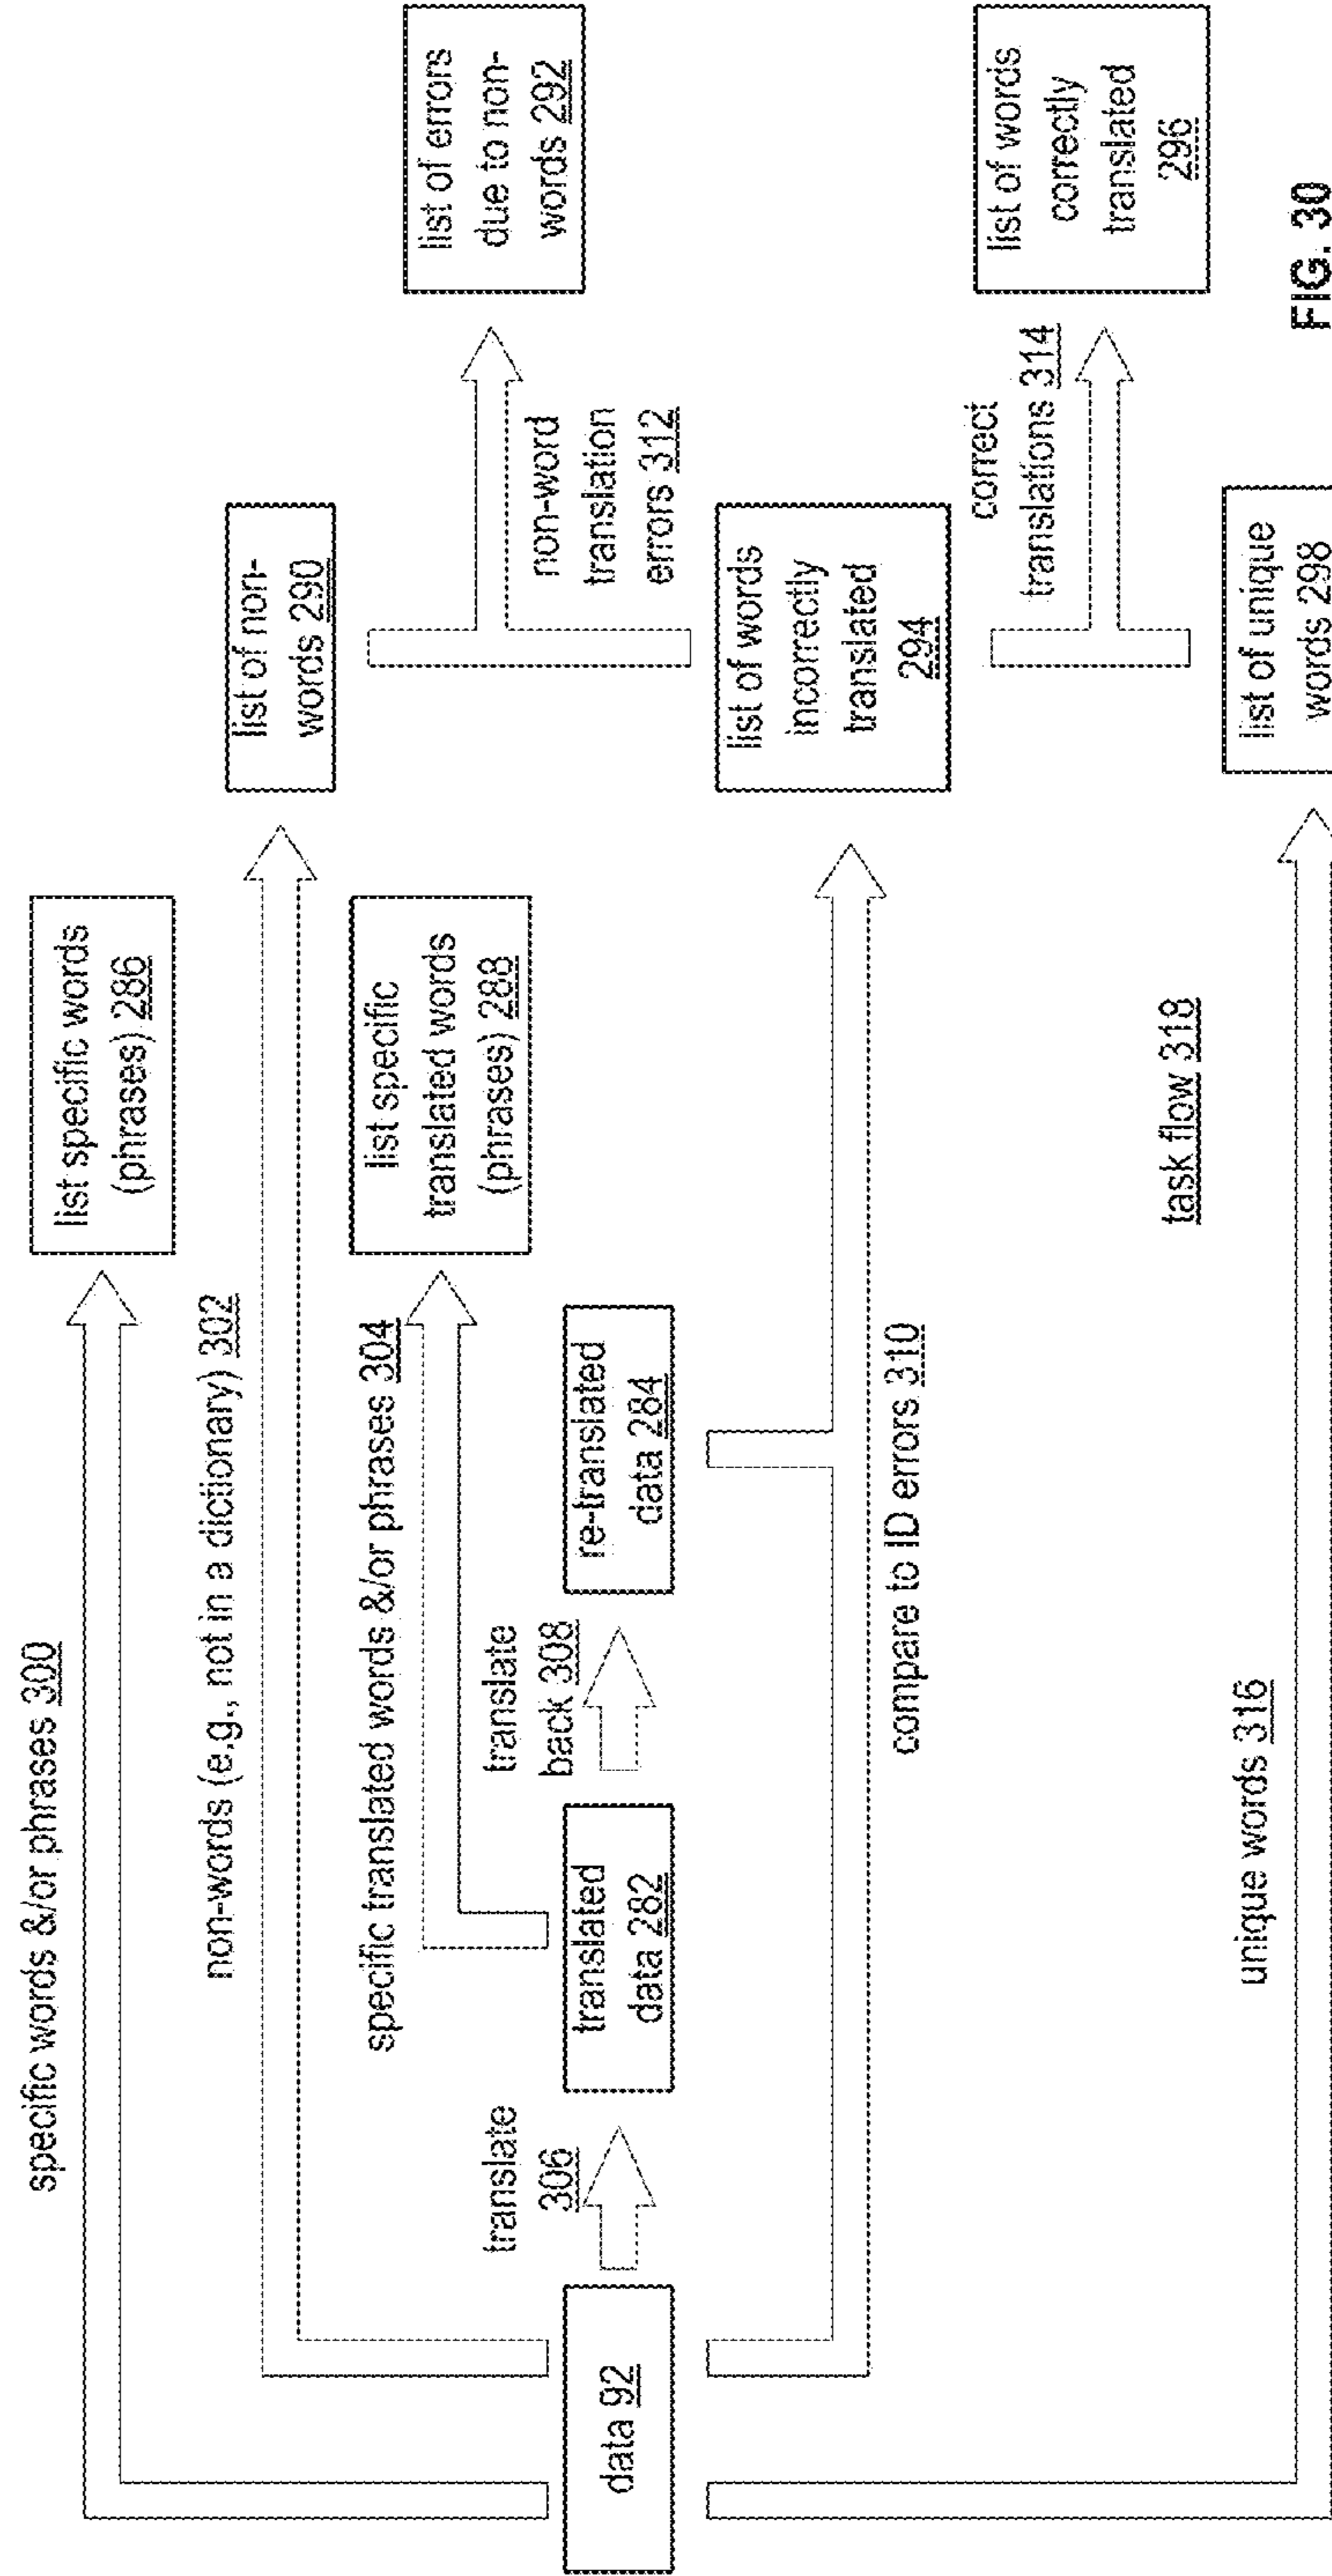 specific words &/or phrases 300
list specific words
(phrases) 286
non-words (e.g., not in a dictionary) 302
list of non-
words 290
specific translated words &/or phrases 304
list specific
translated words
(phrases) 288
list of errors
due to non-
words 292
non-word
translation
errors 312
translate
306
translate
back 308
data 92
translated
data 282
re-translated
data 284
list of words
incorrectly
translated
294
compare to ID errors 310
correct
translations 314
list of words
correctly
translated
296
task flow 318
unique words 316
list of unique
words 298
FIG. 30